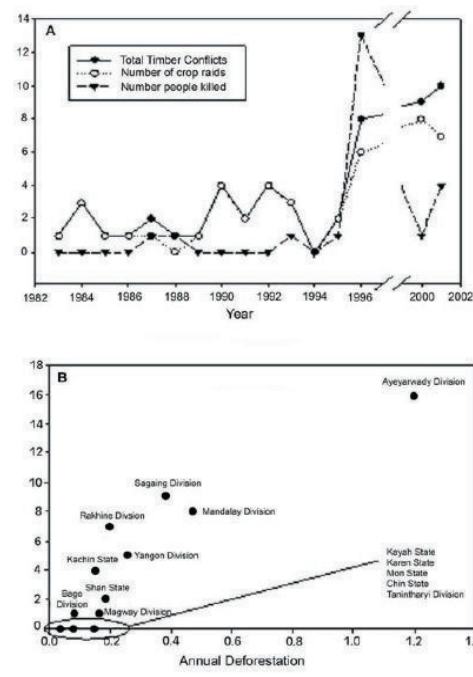 14
A
12
Total Timber Conflicts
Number of crop raids
Number people killed
10
8
6
4
2
0
1982 1984 1986 1988 1990 1992 1994 1996 2000 2002
Year
18
B
16
Ayeyarwady Division
14
12
10
Sagaing Division
8
Mandalay Division
Rakhine Divsion
6
Yangon Division
4
Kachin State
Kayah State
Karen State
Mon State
Chin State
Tanintharyi Division
2
Shan State
Bago
Division
Magway Division
0
0.0 0.2 0.4 0.6 0.8 1.0 1.2
Annual Deforestation